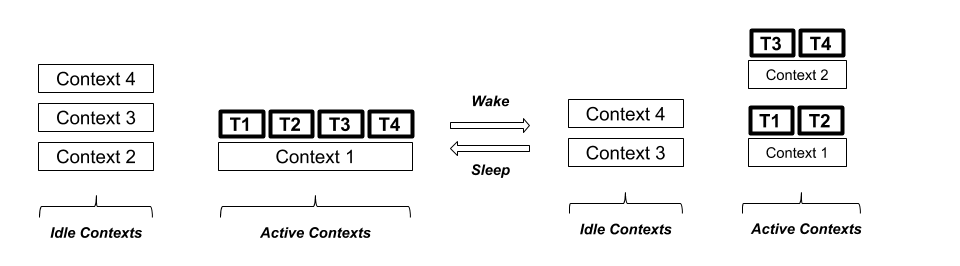 Context 4
Context 3
Context 2
Idle Contexts
T1 T2 T3 T4
Context 1
Active Contexts
Wake
Sleep
Context 4
Context 3
Idle Contexts
T3 T4
Context 2
T1 T2
Context 1
Active Contexts